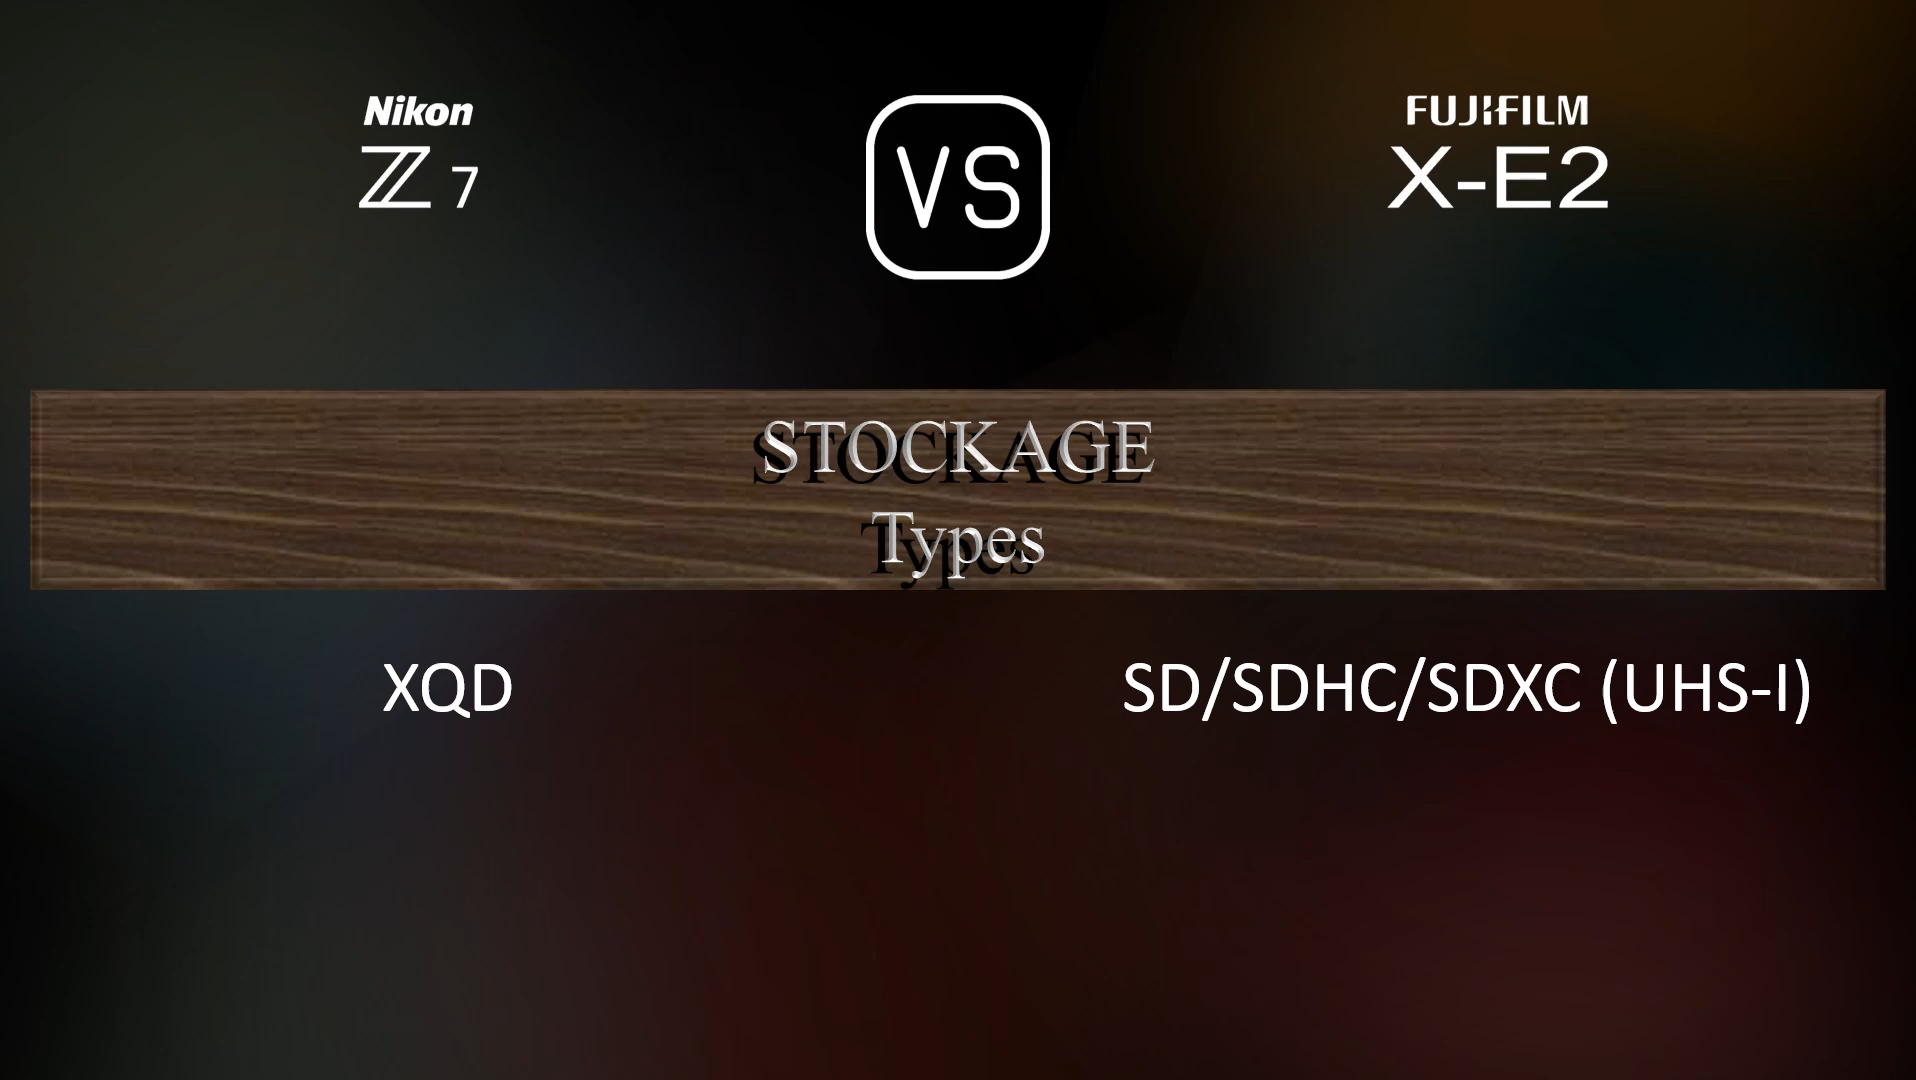 Nikon
Z 7
VS
FUJIFILM
X-E2
STOCKAGE
Types
XQD
SD/SDHC/SDXC (UHS-I)